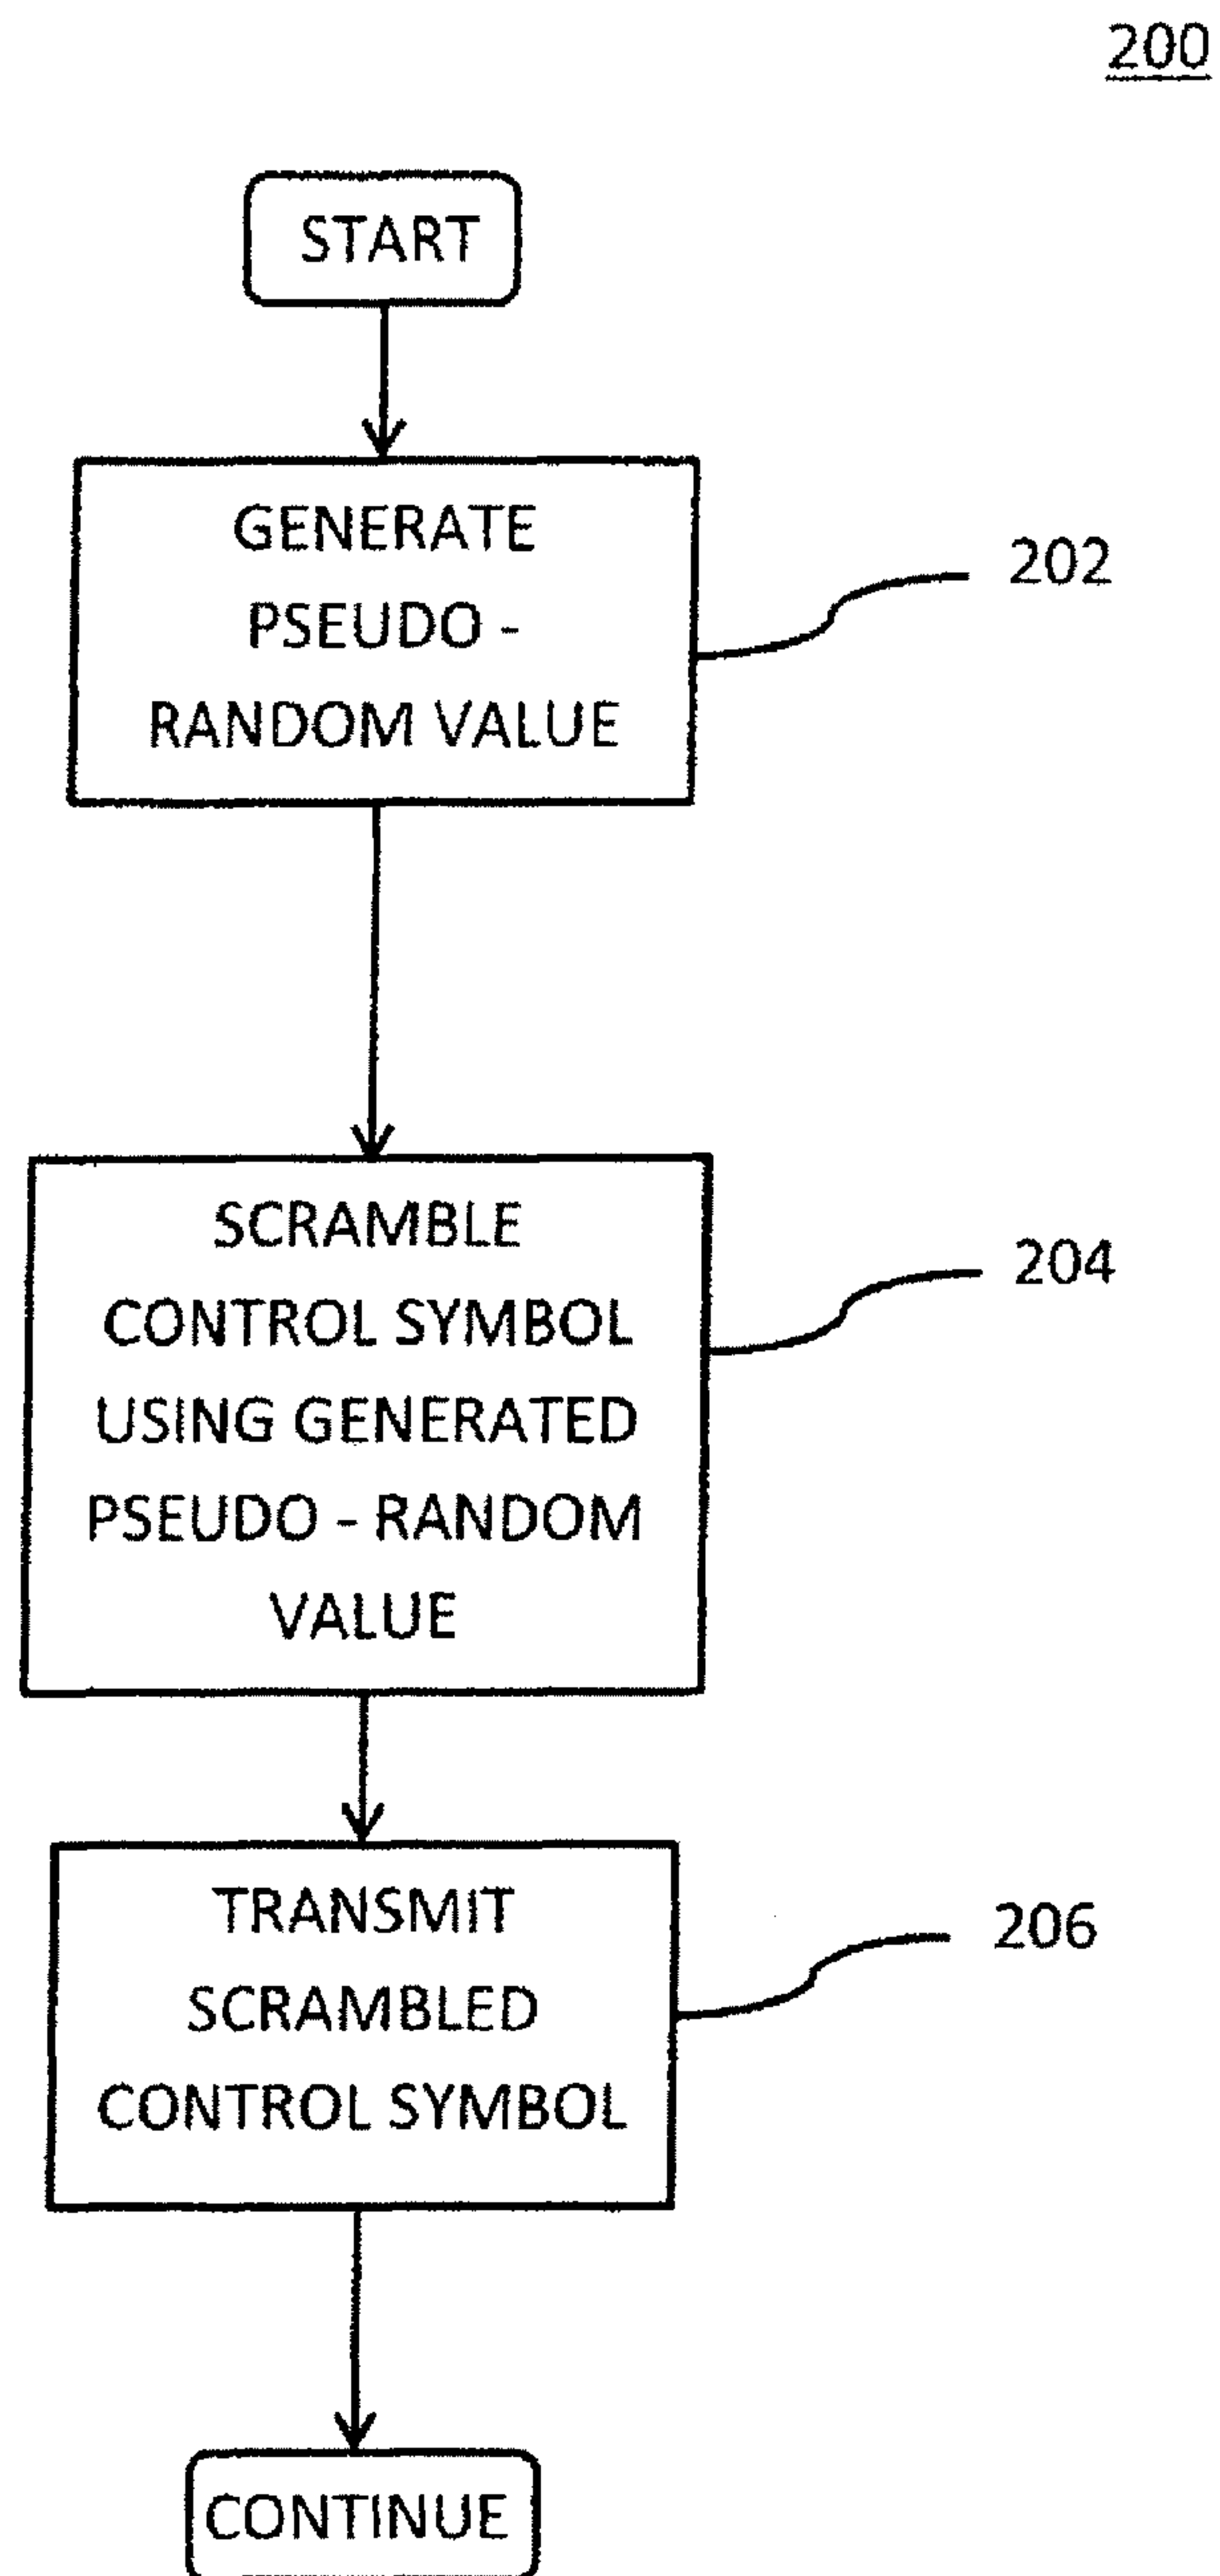 200
START
GENERATE
PSEUDO -
RANDOM VALUE
202
SCRAMBLE
CONTROL SYMBOL
USING GENERATED
PSEUDO - RANDOM
VALUE
204
TRANSMIT
SCRAMBLED
CONTROL SYMBOL
206
CONTINUE